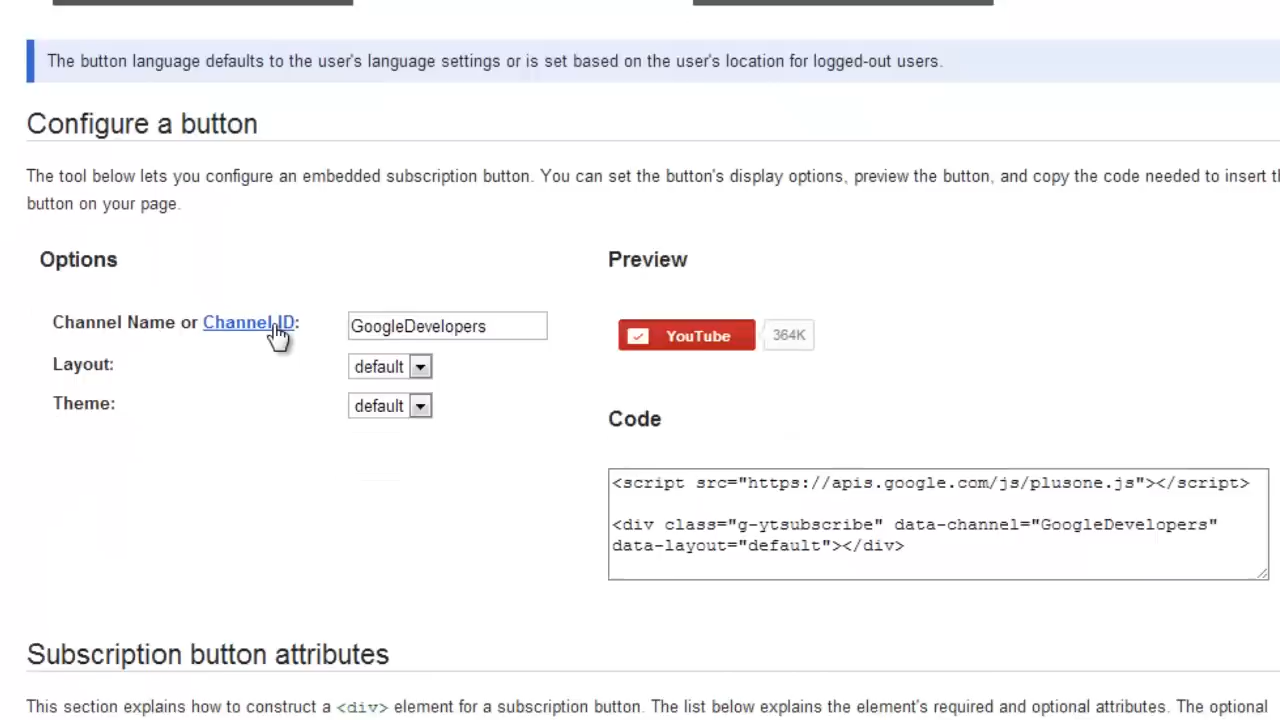 The button language defaults to the user's language settings or is set based on the user's location for logged-out users.
Configure a button
The tool below lets you configure an embedded subscription button. You can set the button's display options, preview the button, and copy the code needed to insert
button on your page.
Options
Channel Name or Channel ID:
GoogleDevelopers
Layout:
default
Theme:
default
Preview
YouTube
364K
Code
<script src="https://apis.google.com/js/plusone.js"></script>
<div class="g-ytsubscribe" data-channel="GoogleDevelopers"
data-layout="default"></div>
Subscription button attributes
This section explains how to construct a <div> element for a subscription button. The list below explains the element's required and optional attributes. The optional